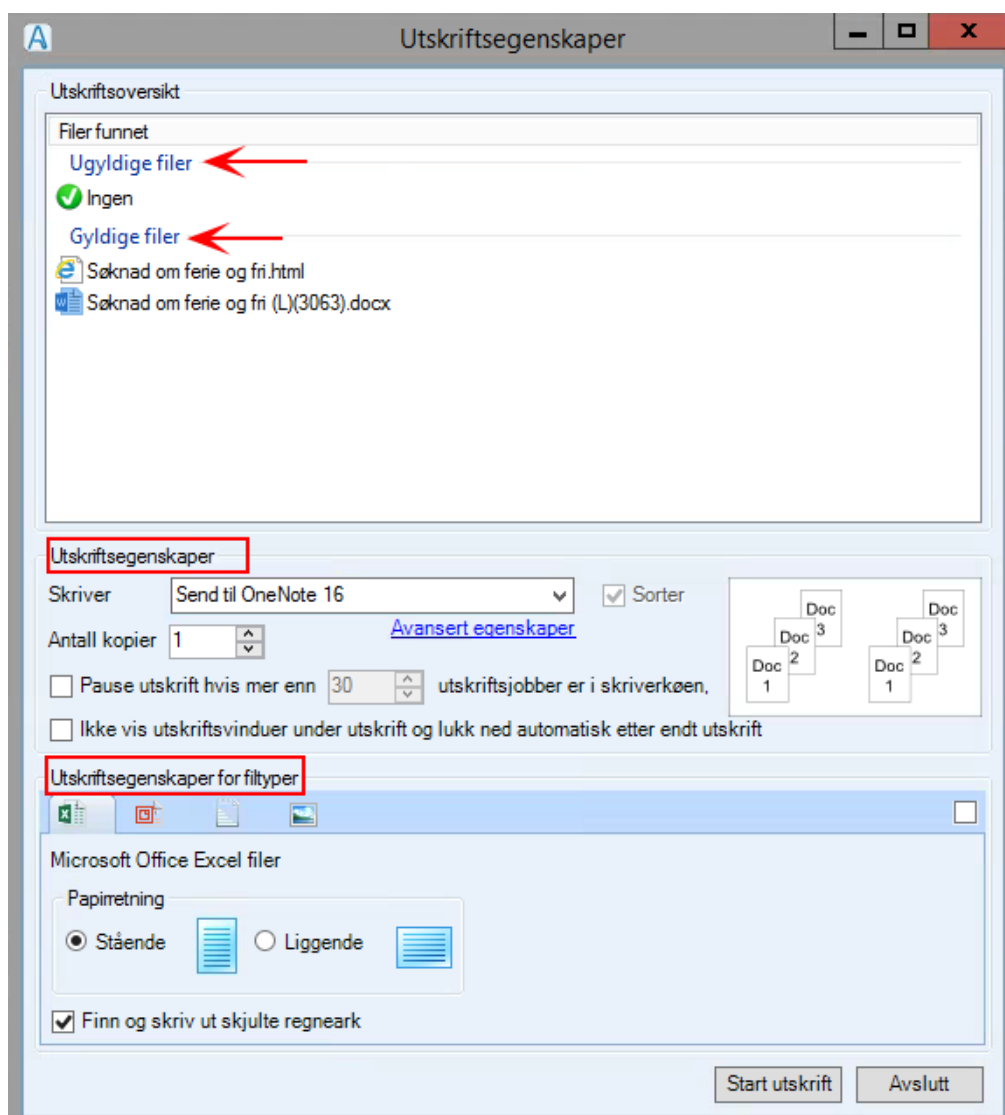 Utskriftsegenskaper
Utskriftsoversikt
Filer funnet
Ugyldige filer
Ingen
Gyldige filer
Søknad om ferie og fri.html
Søknad om ferie og fri (L)(3063).docx
Utskriftsegenskaper
Skriver Send til OneNote 16 Sorter
Antall kopier 1 Avansert egenskaper
Pause utskrift hvis mer enn 30 utskriftsjobber er i skriverkøen,
Doc 1 Doc 2 Doc 3 Doc 1 Doc 2 Doc 3
Ikke vis utskriftsvinduer under utskrift og lukk ned automatisk etter endt utskrift
Utskriftsegenskaper for filtyper
Microsoft Office Excel filer
Papirretning
Stående Liggende
Finn og skriv ut skjulte regneark
Start utskrift Avslutt